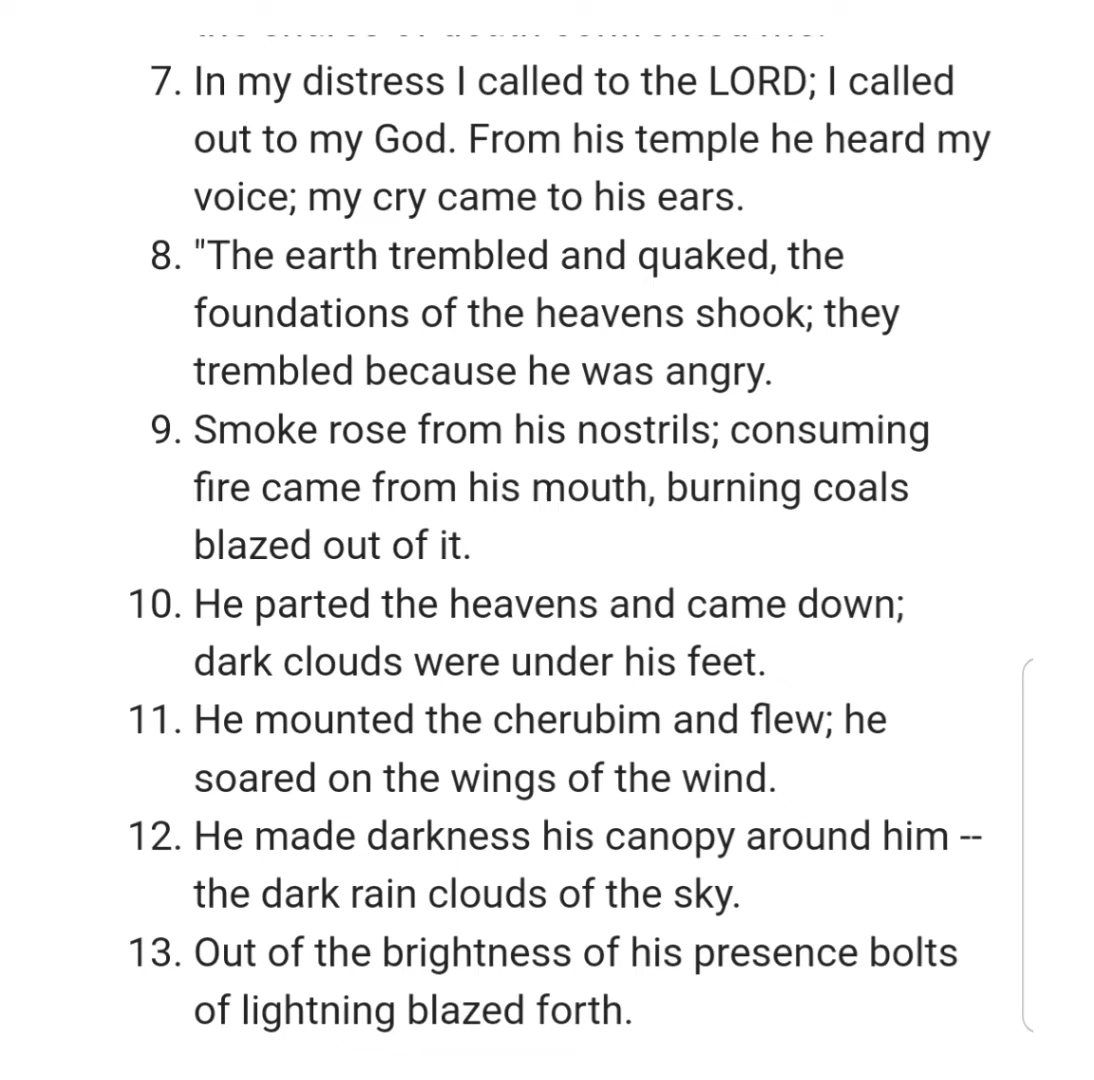 7. In my distress I called to the LORD; I called
out to my God. From his temple he heard my
voice; my cry came to his ears.
8. "The earth trembled and quaked, the
foundations of the heavens shook; they
trembled because he was angry.
9. Smoke rose from his nostrils; consuming
fire came from his mouth, burning coals
blazed out of it.
10. He parted the heavens and came down;
dark clouds were under his feet.
11. He mounted the cherubim and flew; he
soared on the wings of the wind.
12. He made darkness his canopy around him --
the dark rain clouds of the sky.
13. Out of the brightness of his presence bolts
of lightning blazed forth.